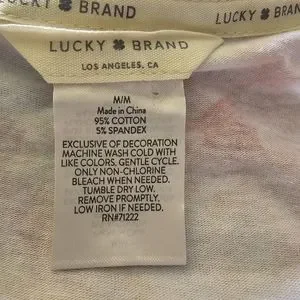 LUCKY BRAND
LUCKY BRAND
LUCKY BRAND
LOS ANGELES, CA
M/M
Made in China
95% COTTON
5% SPANDEX
EXCLUSIVE OF DECORATION
MACHINE WASH COLD WITH
LIKE COLORS, GENTLE CYCLE.
ONLY NON-CHLORINE
BLEACH WHEN NEEDED.
TUMBLE DRY LOW.
REMOVE PROMPTLY.
LOW IRON IF NEEDED.
RN#71222